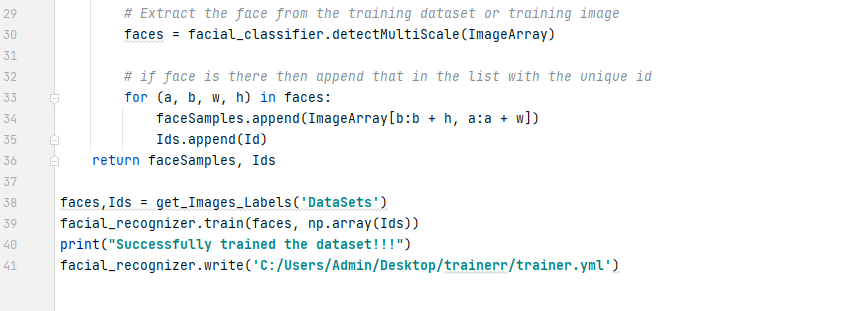 29 # Extract the face from the training dataset or training image
30 faces = facial_classifier.detectMultiScale(ImageArray)
31
32 # if face is there then append that in the list with the unique id
33 for (a, b, w, h) in faces:
34 faceSamples.append(ImageArray[b:b + h, a:a + w])
35 Ids.append(Id)
36 return faceSamples, Ids
37
38 faces,Ids = get_Images_Labels('DataSets')
39 facial_recognizer.train(faces, np.array(Ids))
40 print("Successfully trained the dataset!!!")
41 facial_recognizer.write('C:/Users/Admin/Desktop/trainerr/trainer.yml')